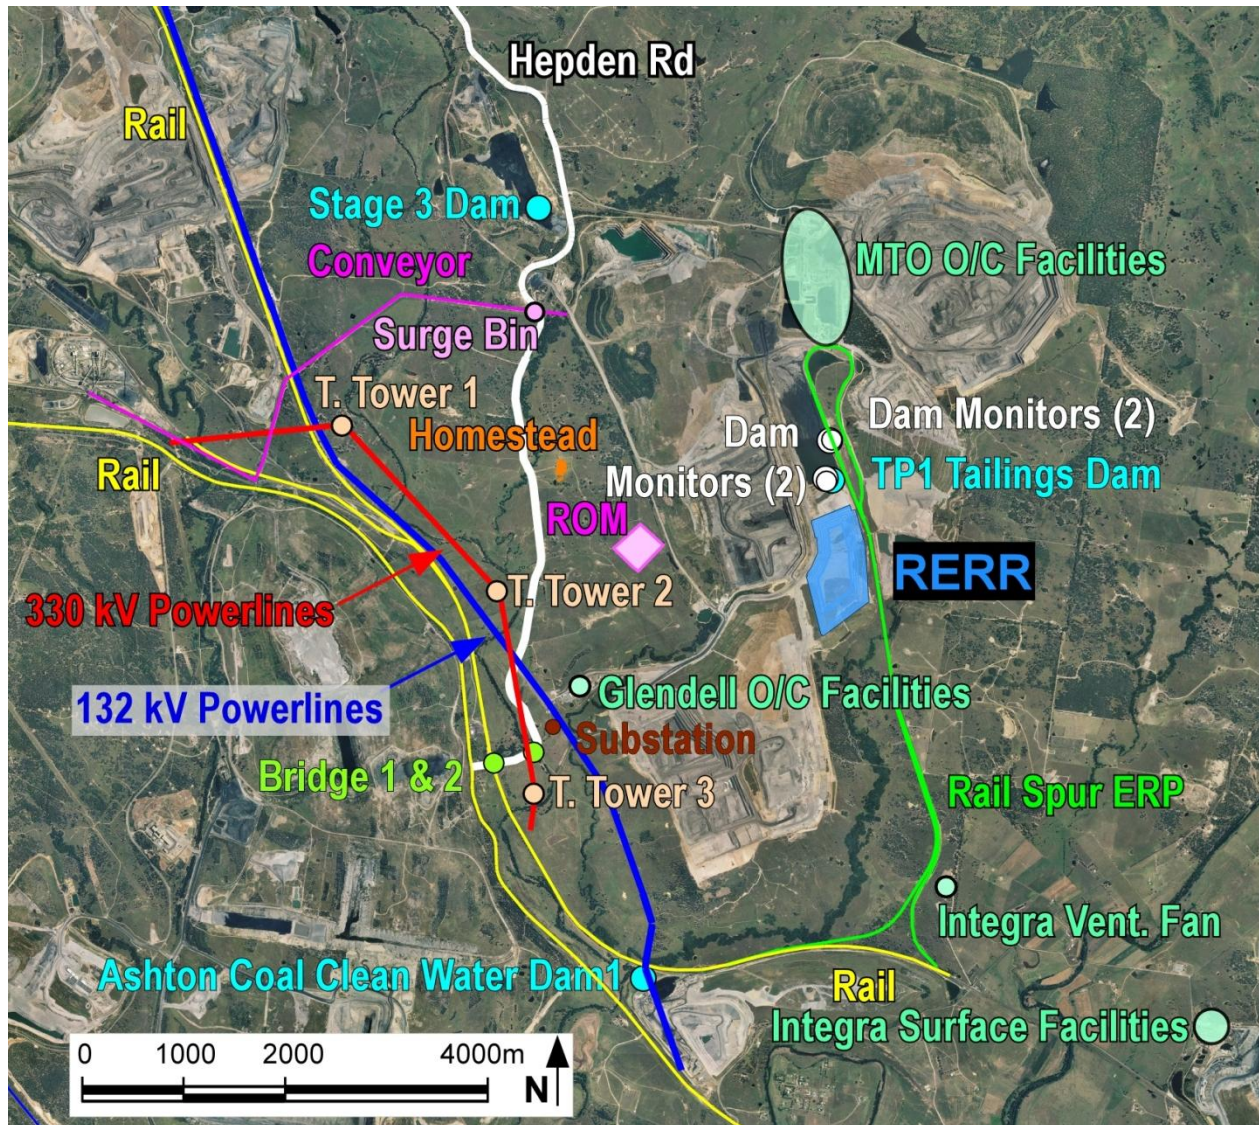 Hepden Rd
Rail
Stage 3 Dam
Conveyor
MTO O/C Facilities
Surge Bin
T. Tower 1
Homestead
Dam Monitors (2)
Dam
Monitors (2)
TP1 Tailings Dam
Rail
ROM
RERR
330 kV Powerlines
T. Tower 2
132 kV Powerlines
Glendell O/C Facilities
Substation
Bridge 1 & 2
T. Tower 3
Rail Spur ERP
Integra Vent. Fan
Ashton Coal Clean Water Dam1
Rail
Integra Surface Facilities
0 1000 2000 4000m
N